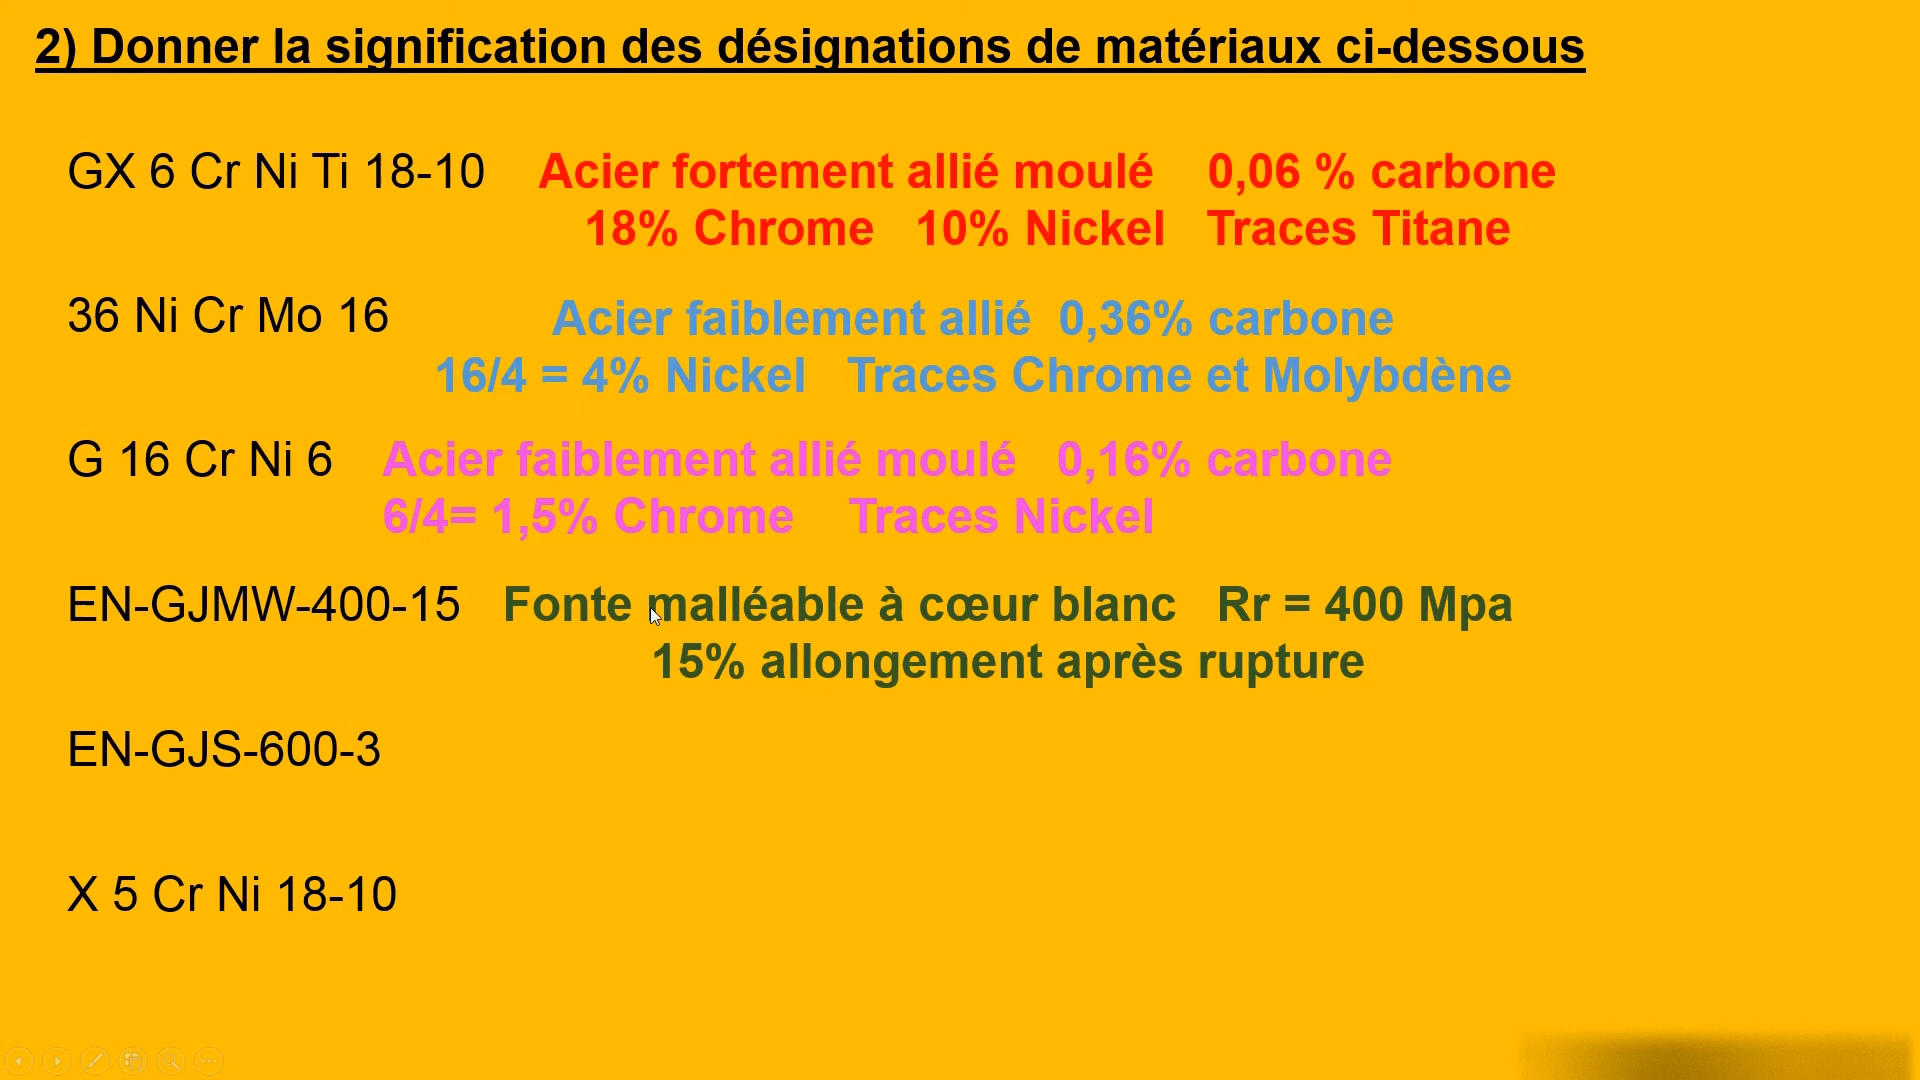 2) Donner la signification des désignations de matériaux ci-dessous
GX 6 Cr Ni Ti 18-10 Acier fortement allié moulé 0,06 % carbone
18% Chrome 10% Nickel Traces Titane
36 Ni Cr Mo 16 Acier faiblement allié 0,36% carbone
16/4 = 4% Nickel Traces Chrome et Molybdène
G 16 Cr Ni 6 Acier faiblement allié moulé 0,16% carbone
6/4= 1,5% Chrome Traces Nickel
EN-GJMW-400-15 Fonte malléable à cœur blanc Rr = 400 Mpa
15% allongement après rupture
EN-GJS-600-3
X 5 Cr Ni 18-10